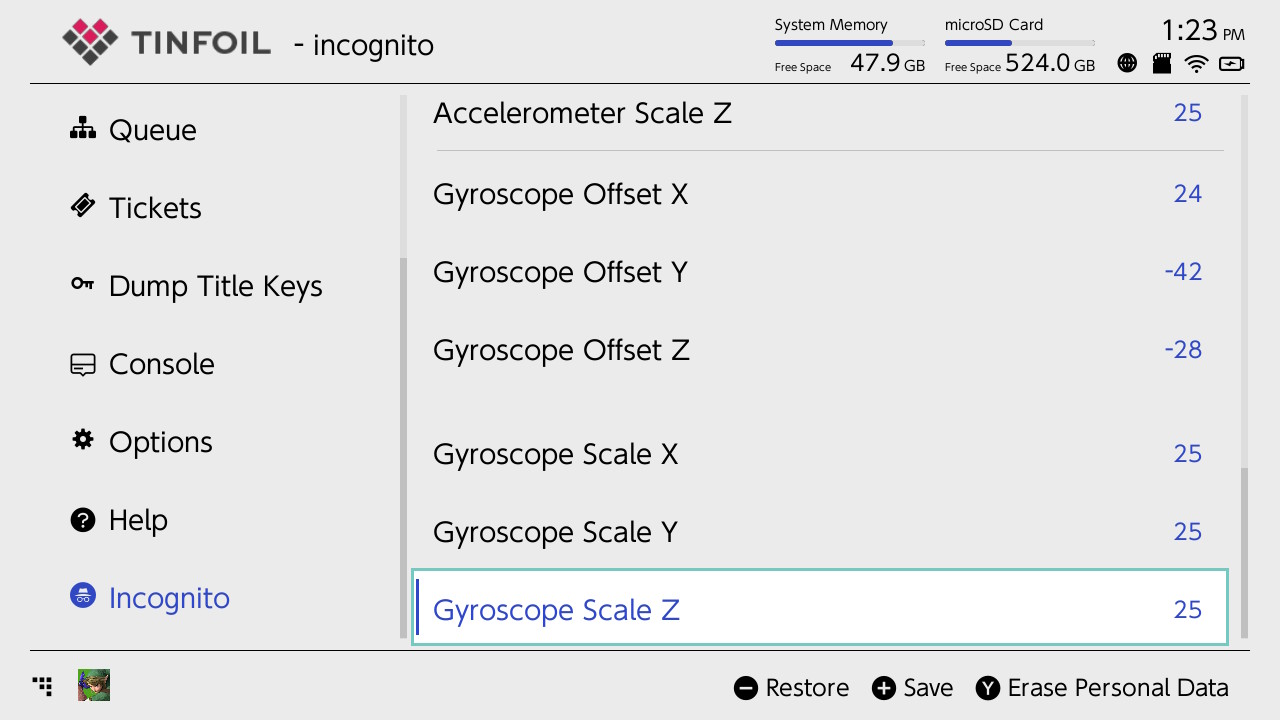 TINFOIL - incognito
System Memory
Free Space 47.9 GB
microSD Card
Free Space 524.0 GB
1:23 PM
Queue
Tickets
Dump Title Keys
Console
Options
Help
Incognito
Accelerometer Scale Z 25
Gyroscope Offset X 24
Gyroscope Offset Y -42
Gyroscope Offset Z -28
Gyroscope Scale X 25
Gyroscope Scale Y 25
Gyroscope Scale Z 25
Restore Save Y Erase Personal Data